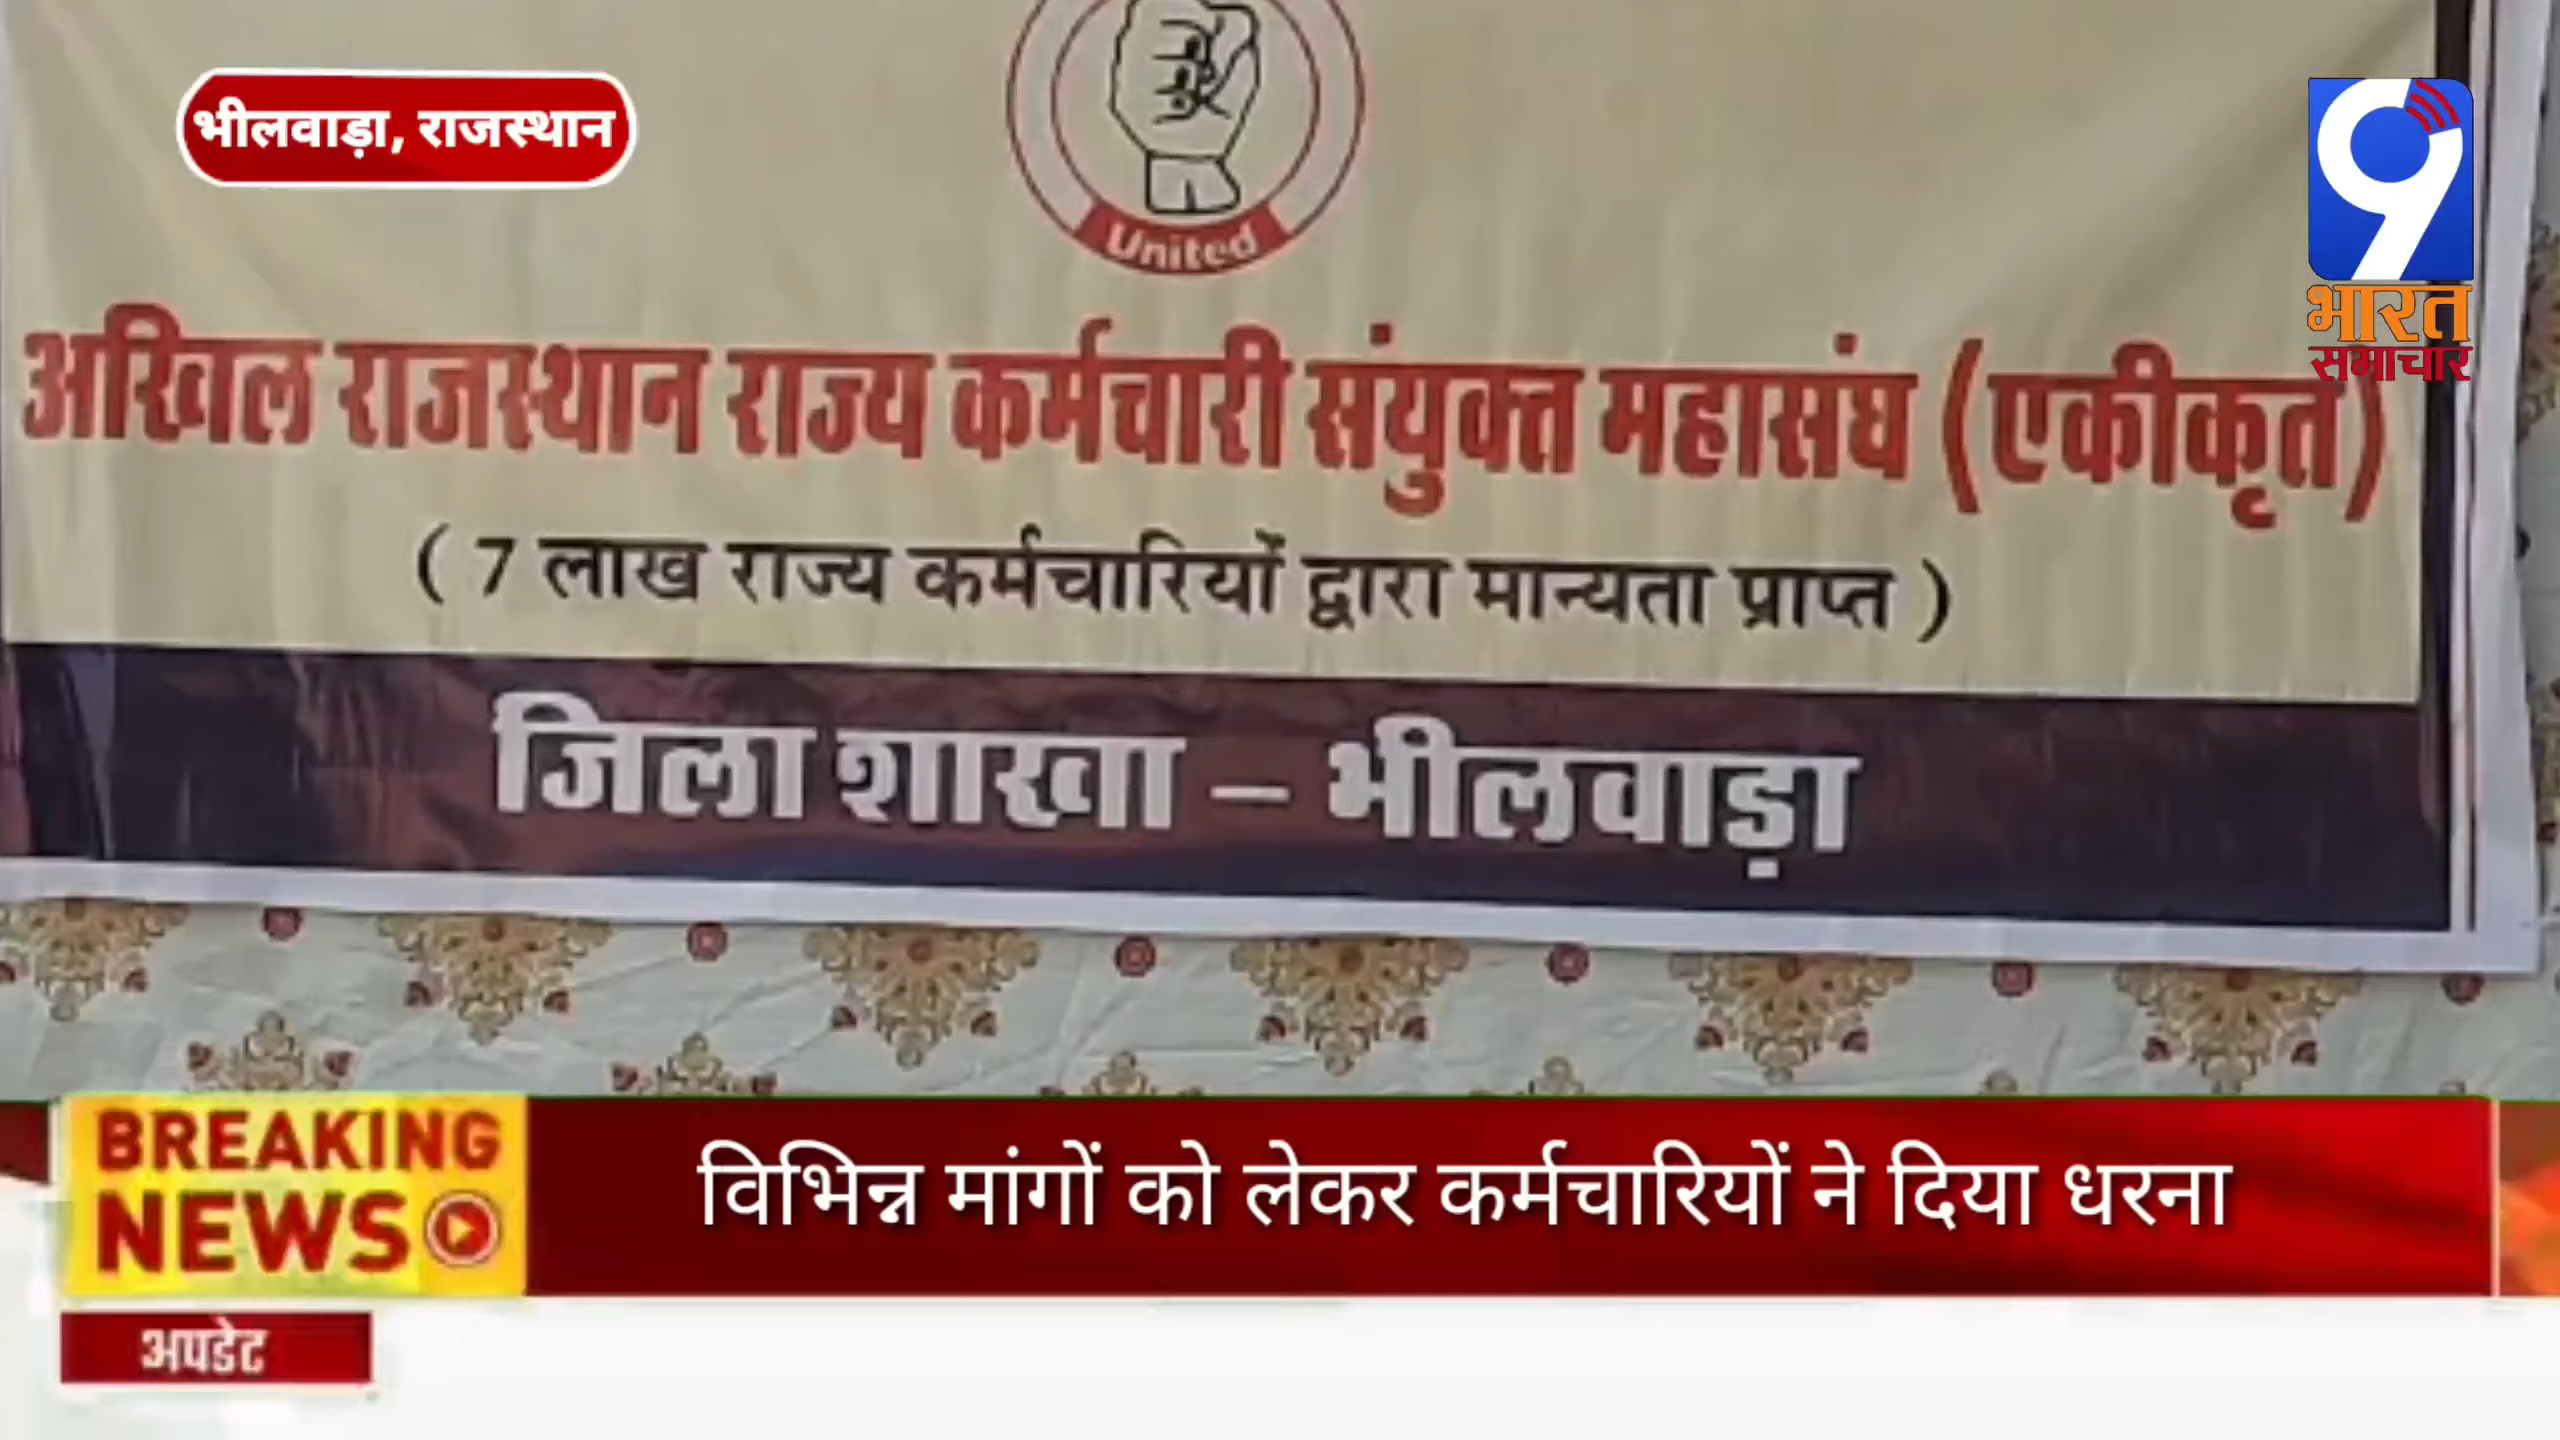 भीलवाड़ा, राजस्थान
9
भारत
समाचार
United
अखिल राजस्थान राज्य कर्मचारी संयुक्त महासंघ (एकीकृत)
( 7 लाख राज्य कर्मचारियों द्वारा मान्यता प्राप्त )
जिला शाखा – भीलवाड़ा
BREAKING
NEWS
विभिन्न मांगों को लेकर कर्मचारियों ने दिया धरना
अपडेट